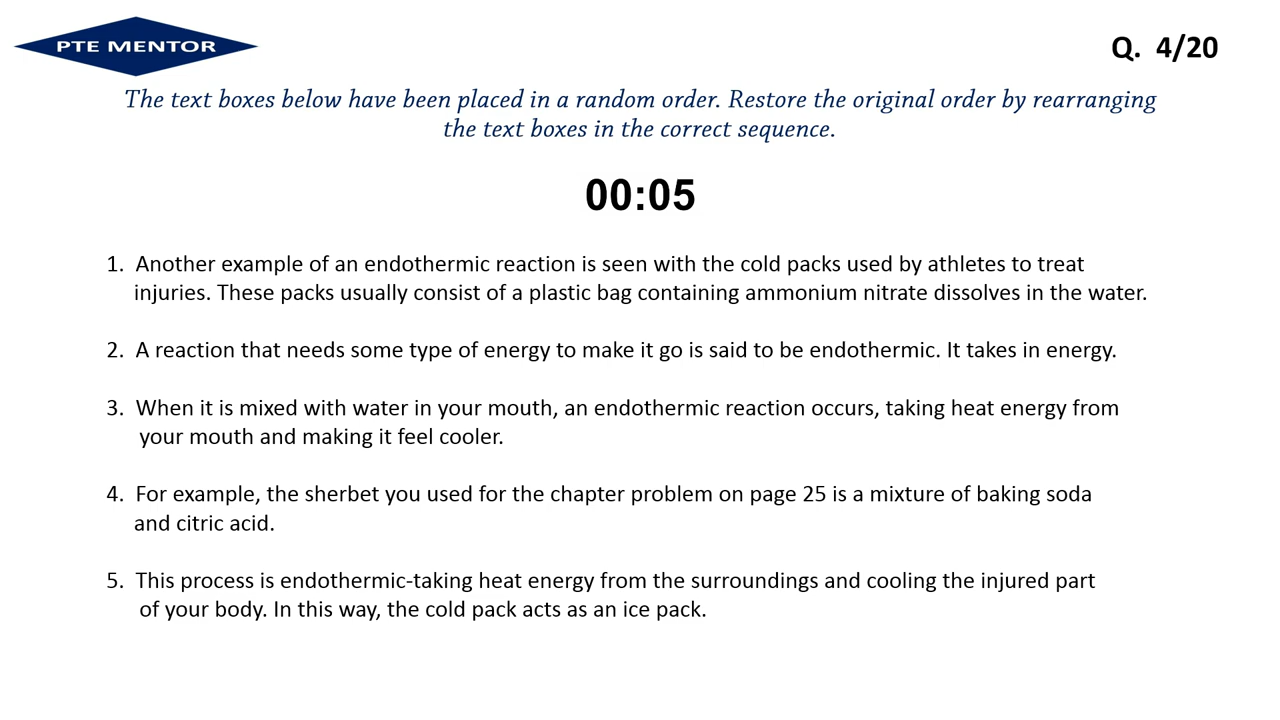 PTE MENTOR
Q. 4/20
The text boxes below have been placed in a random order. Restore the original order by rearranging
the text boxes in the correct sequence.
00:05
1. Another example of an endothermic reaction is seen with the cold packs used by athletes to treat
injuries. These packs usually consist of a plastic bag containing ammonium nitrate dissolves in the water.
2. A reaction that needs some type of energy to make it go is said to be endothermic. It takes in energy.
3. When it is mixed with water in your mouth, an endothermic reaction occurs, taking heat energy from
your mouth and making it feel cooler.
4. For example, the sherbet you used for the chapter problem on page 25 is a mixture of baking soda
and citric acid.
5. This process is endothermic-taking heat energy from the surroundings and cooling the injured part
of your body. In this way, the cold pack acts as an ice pack.